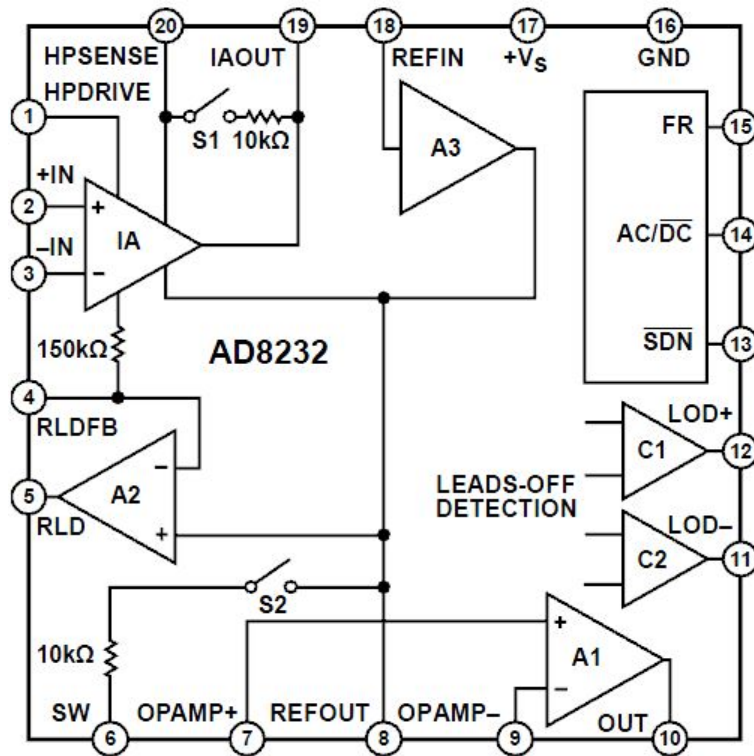 20 19 18 17 16
HPSENSE IAOUT REFIN +VS GND
HPDRIVE
1
S1 10kΩ
A3
FR 15
+IN
2
+
IA
AC/DC 14
–IN
3
–
SDN 13
150kΩ
AD8232
4
RLDFB
LOD+
C1 12
–
A2
5
RLD
+
LEADS-OFF
DETECTION
LOD–
C2 11
S2
10kΩ
+
A1
–
SW OPAMP+ REFOUT OPAMP– OUT
6 7 8 9 10